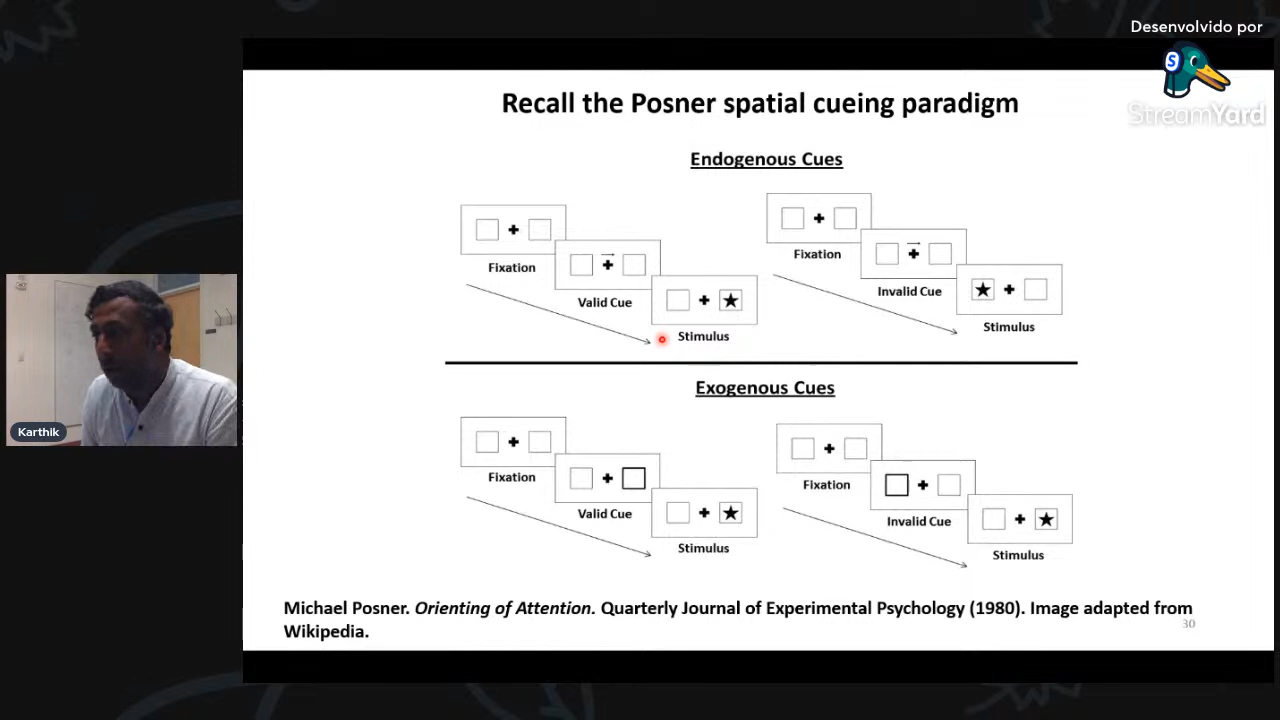 Desenvolvido por
StreamYard
Recall the Posner spatial cueing paradigm
Endogenous Cues
Fixation
Valid Cue
Stimulus
Fixation
Invalid Cue
Stimulus
Exogenous Cues
Fixation
Valid Cue
Stimulus
Fixation
Invalid Cue
Stimulus
Michael Posner. Orienting of Attention. Quarterly Journal of Experimental Psychology (1980). Image adapted from
Wikipedia.
30
Karthik